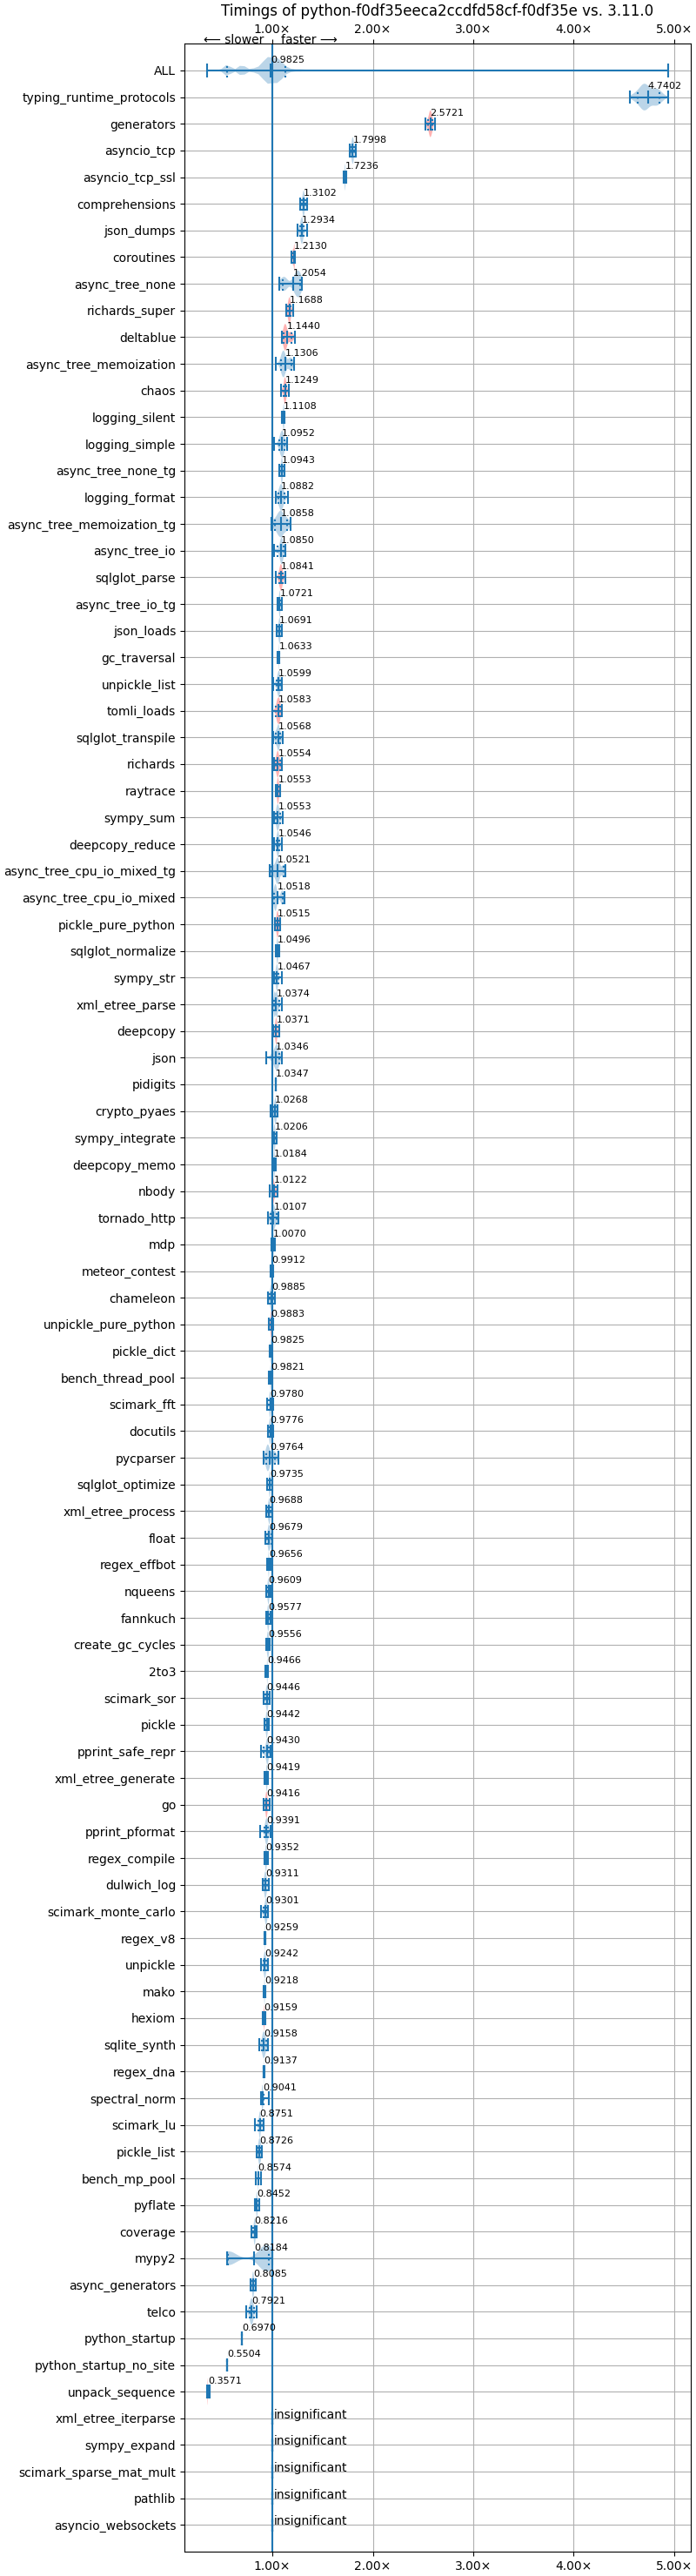 Timings of python-f0df35eeca2ccdfd58cf-f0df35e vs. 3.11.0
1.00× 2.00× 3.00× 4.00× 5.00×
⟵ slower faster ⟶
ALL 0.9825
typing_runtime_protocols 4.7402
generators 2.5721
asyncio_tcp 1.7998
asyncio_tcp_ssl 1.7236
comprehensions 1.3102
json_dumps 1.2934
coroutines 1.2130
async_tree_none 1.2054
richards_super 1.1688
deltablue 1.1440
async_tree_memoization 1.1306
chaos 1.1249
logging_silent 1.1108
logging_simple 1.0952
async_tree_none_tg 1.0943
logging_format 1.0882
async_tree_memoization_tg 1.0858
async_tree_io 1.0850
sqlglot_parse 1.0841
async_tree_io_tg 1.0721
json_loads 1.0691
gc_traversal 1.0633
unpickle_list 1.0599
tomli_loads 1.0583
sqlglot_transpile 1.0568
richards 1.0554
raytrace 1.0553
sympy_sum 1.0553
deepcopy_reduce 1.0546
async_tree_cpu_io_mixed_tg 1.0521
async_tree_cpu_io_mixed 1.0518
pickle_pure_python 1.0515
sqlglot_normalize 1.0496
sympy_str 1.0467
xml_etree_parse 1.0374
deepcopy 1.0371
json 1.0346
pidigits 1.0347
crypto_pyaes 1.0268
sympy_integrate 1.0206
deepcopy_memo 1.0184
nbody 1.0122
tornado_http 1.0107
mdp 1.0070
meteor_contest 0.9912
chameleon 0.9885
unpickle_pure_python 0.9883
pickle_dict 0.9825
bench_thread_pool 0.9821
scimark_fft 0.9780
docutils 0.9776
pycparser 0.9764
sqlglot_optimize 0.9735
xml_etree_process 0.9688
float 0.9679
regex_effbot 0.9656
nqueens 0.9609
fannkuch 0.9577
create_gc_cycles 0.9556
2to3 0.9466
scimark_sor 0.9446
pickle 0.9442
pprint_safe_repr 0.9430
xml_etree_generate 0.9419
go 0.9416
pprint_pformat 0.9391
regex_compile 0.9352
dulwich_log 0.9311
scimark_monte_carlo 0.9301
regex_v8 0.9259
unpickle 0.9242
mako 0.9218
hexiom 0.9159
sqlite_synth 0.9158
regex_dna 0.9137
spectral_norm 0.9041
scimark_lu 0.8751
pickle_list 0.8726
bench_mp_pool 0.8574
pyflate 0.8452
coverage 0.8216
mypy2 0.8184
async_generators 0.8085
telco 0.7921
python_startup 0.6970
python_startup_no_site 0.5504
unpack_sequence 0.3571
xml_etree_iterparse insignificant
sympy_expand insignificant
scimark_sparse_mat_mult insignificant
pathlib insignificant
asyncio_websockets insignificant
1.00× 2.00× 3.00× 4.00× 5.00×